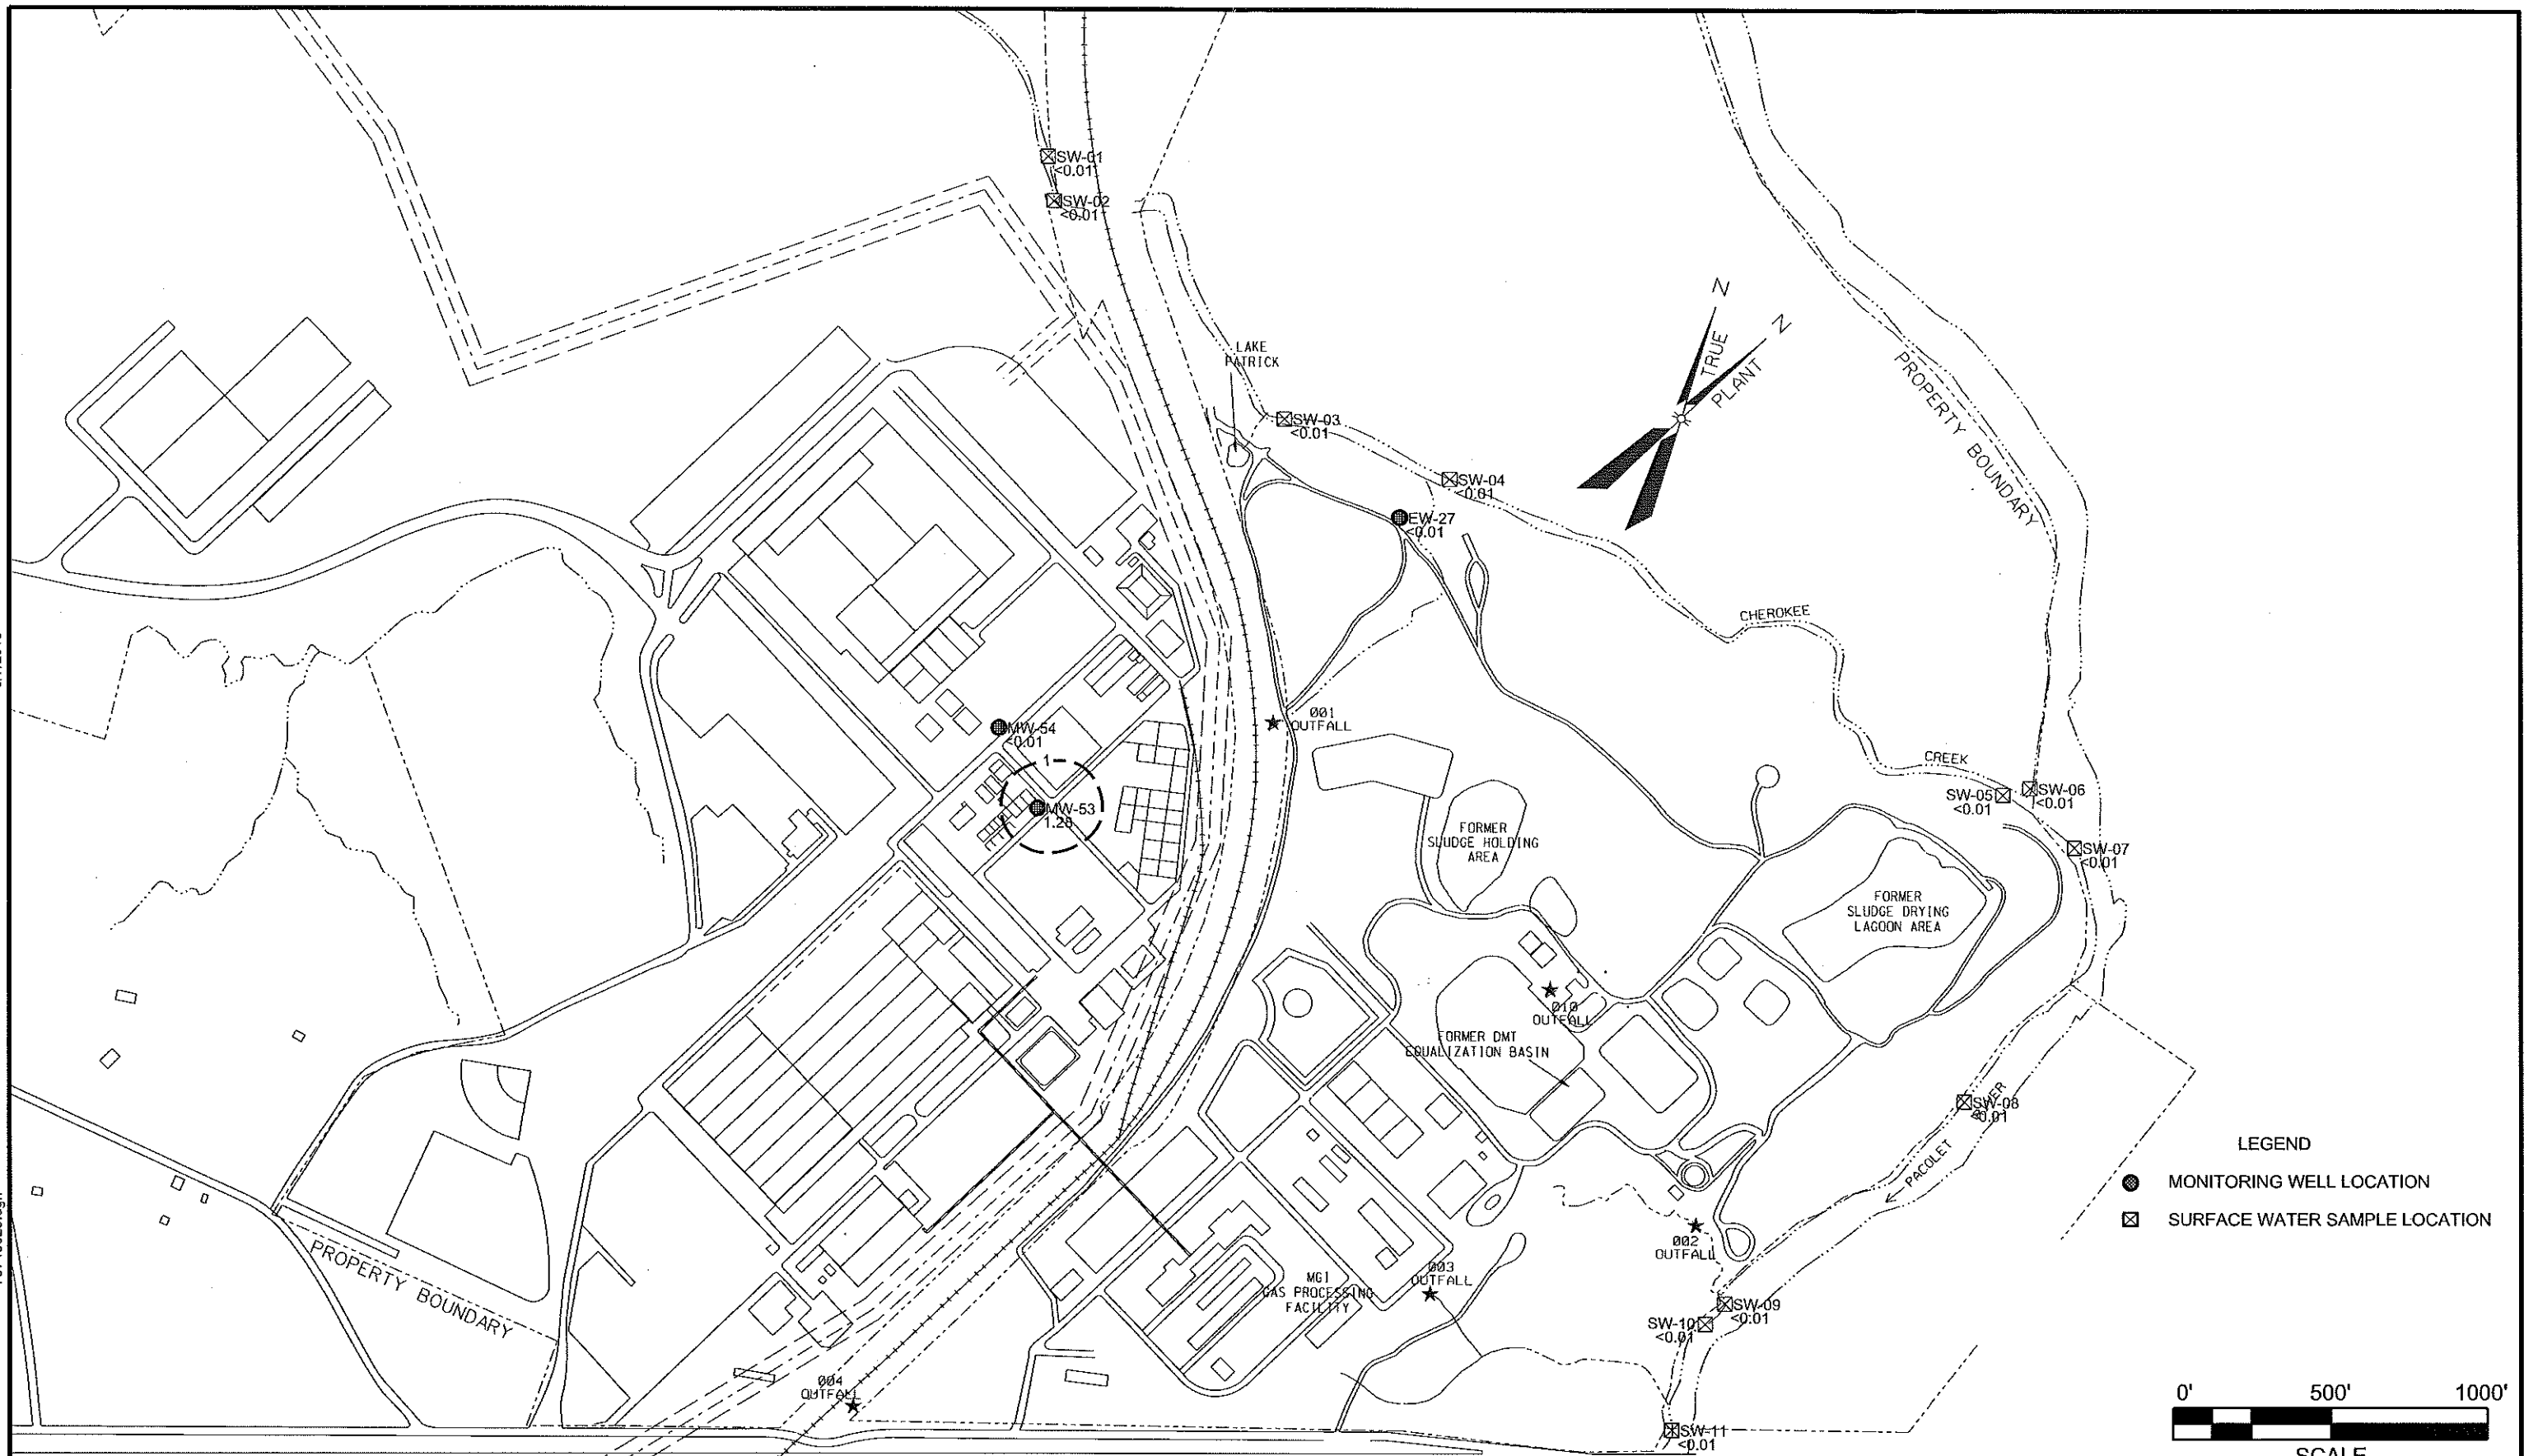 SW-01
<0.01
SW-02
<0.01
N
N
TRUE
PLANT
LAKE
PATRICK
PROPERTY BOUNDARY
SW-03
<0.01
SW-04
<0.01
EW-27
<0.01
CHEROKEE
CREEK
001
OUTFALL
MW-54
<0.01
1
MW-53
1.28
SW-05
<0.01
SW-06
<0.01
SW-07
<0.01
FORMER
SLUDGE HOLDING
AREA
FORMER
SLUDGE DRYING
LAGOON AREA
010
OUTFALL
FORMER DMT
EQUALIZATION BASIN
SW-08
<0.01
PACOLET
RIVER
LEGEND
MONITORING WELL LOCATION
SURFACE WATER SAMPLE LOCATION
002
OUTFALL
003
OUTFALL
MGI
GAS PROCESSING
FACILITY
PROPERTY BOUNDARY
SW-09
<0.01
SW-10
<0.01
004
OUTFALL
SW-11
<0.01
0' 500' 1000'
SCALE